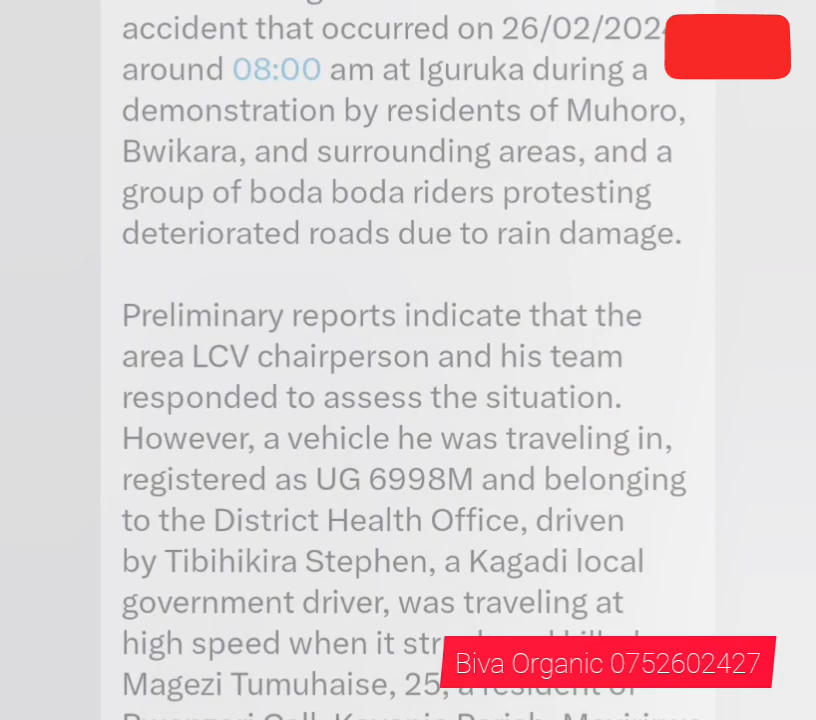 accident that occurred on 26/02/202
around 08:00 am at Iguruka during a
demonstration by residents of Muhoro,
Bwikara, and surrounding areas, and a
group of boda boda riders protesting
deteriorated roads due to rain damage.
Preliminary reports indicate that the
area LCV chairperson and his team
responded to assess the situation.
However, a vehicle he was traveling in,
registered as UG 6998M and belonging
to the District Health Office, driven
by Tibihikira Stephen, a Kagadi local
government driver, was traveling at
high speed when it
Biva Organic 0752602427
Magezi Tumuhaise, 25, a resident of